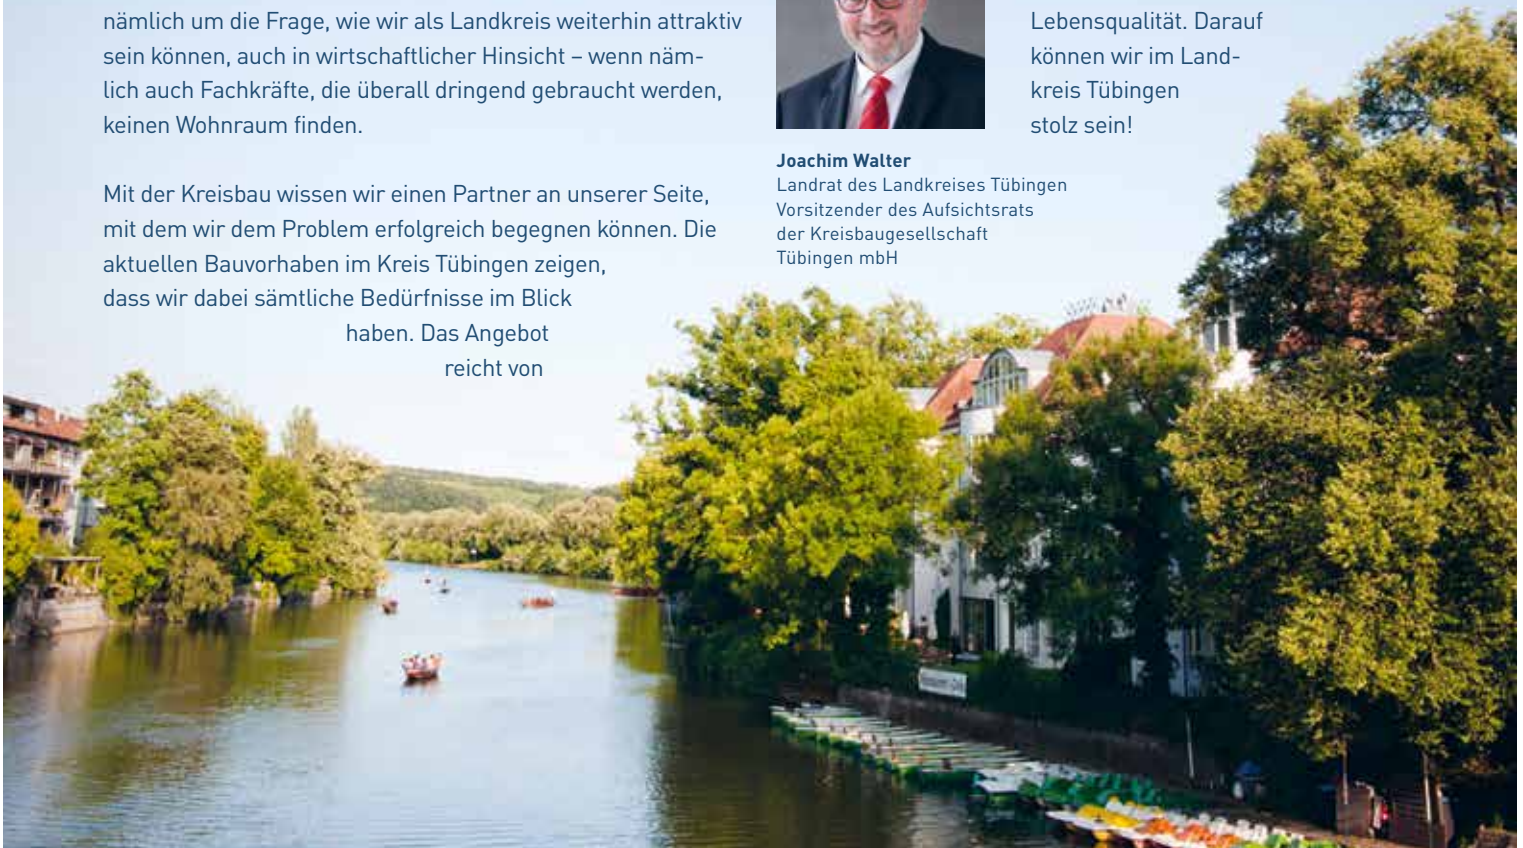 nämlich um die Frage, wie wir als Landkreis weiterhin attraktiv
sein können, auch in wirtschaftlicher Hinsicht – wenn näm-
lich auch Fachkräfte, die überall dringend gebraucht werden,
keinen Wohnraum finden.
Mit der Kreisbau wissen wir einen Partner an unserer Seite,
mit dem wir dem Problem erfolgreich begegnen können. Die
aktuellen Bauvorhaben im Kreis Tübingen zeigen,
dass wir dabei sämtliche Bedürfnisse im Blick
haben. Das Angebot
reicht von
Lebensqualität. Darauf
können wir im Land-
kreis Tübingen
stolz sein!
Joachim Walter
Landrat des Landkreises Tübingen
Vorsitzender des Aufsichtsrats
der Kreisbaugesellschaft
Tübingen mbH